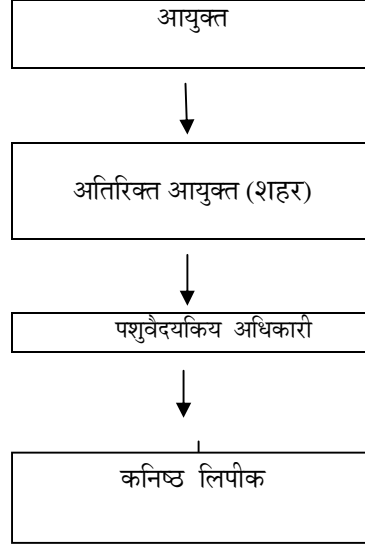 आयुक्त
अतिरिक्त आयुक्त (शहर)
पशुवैदयकिय अधिकारी
कनिष्ठ लिपीक